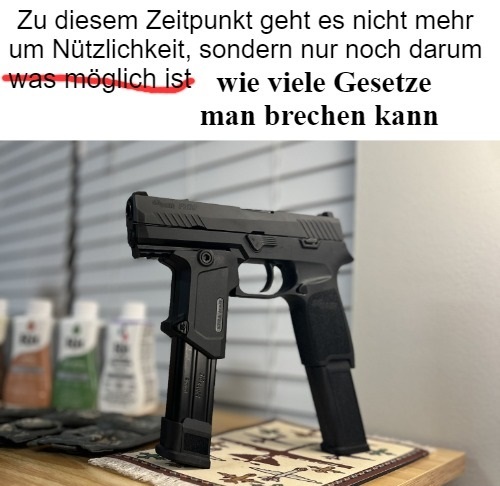 Zu diesem Zeitpunkt geht es nicht mehr
um Nützlichkeit, sondern nur noch darum
was möglich ist wie viele Gesetze
man brechen kann